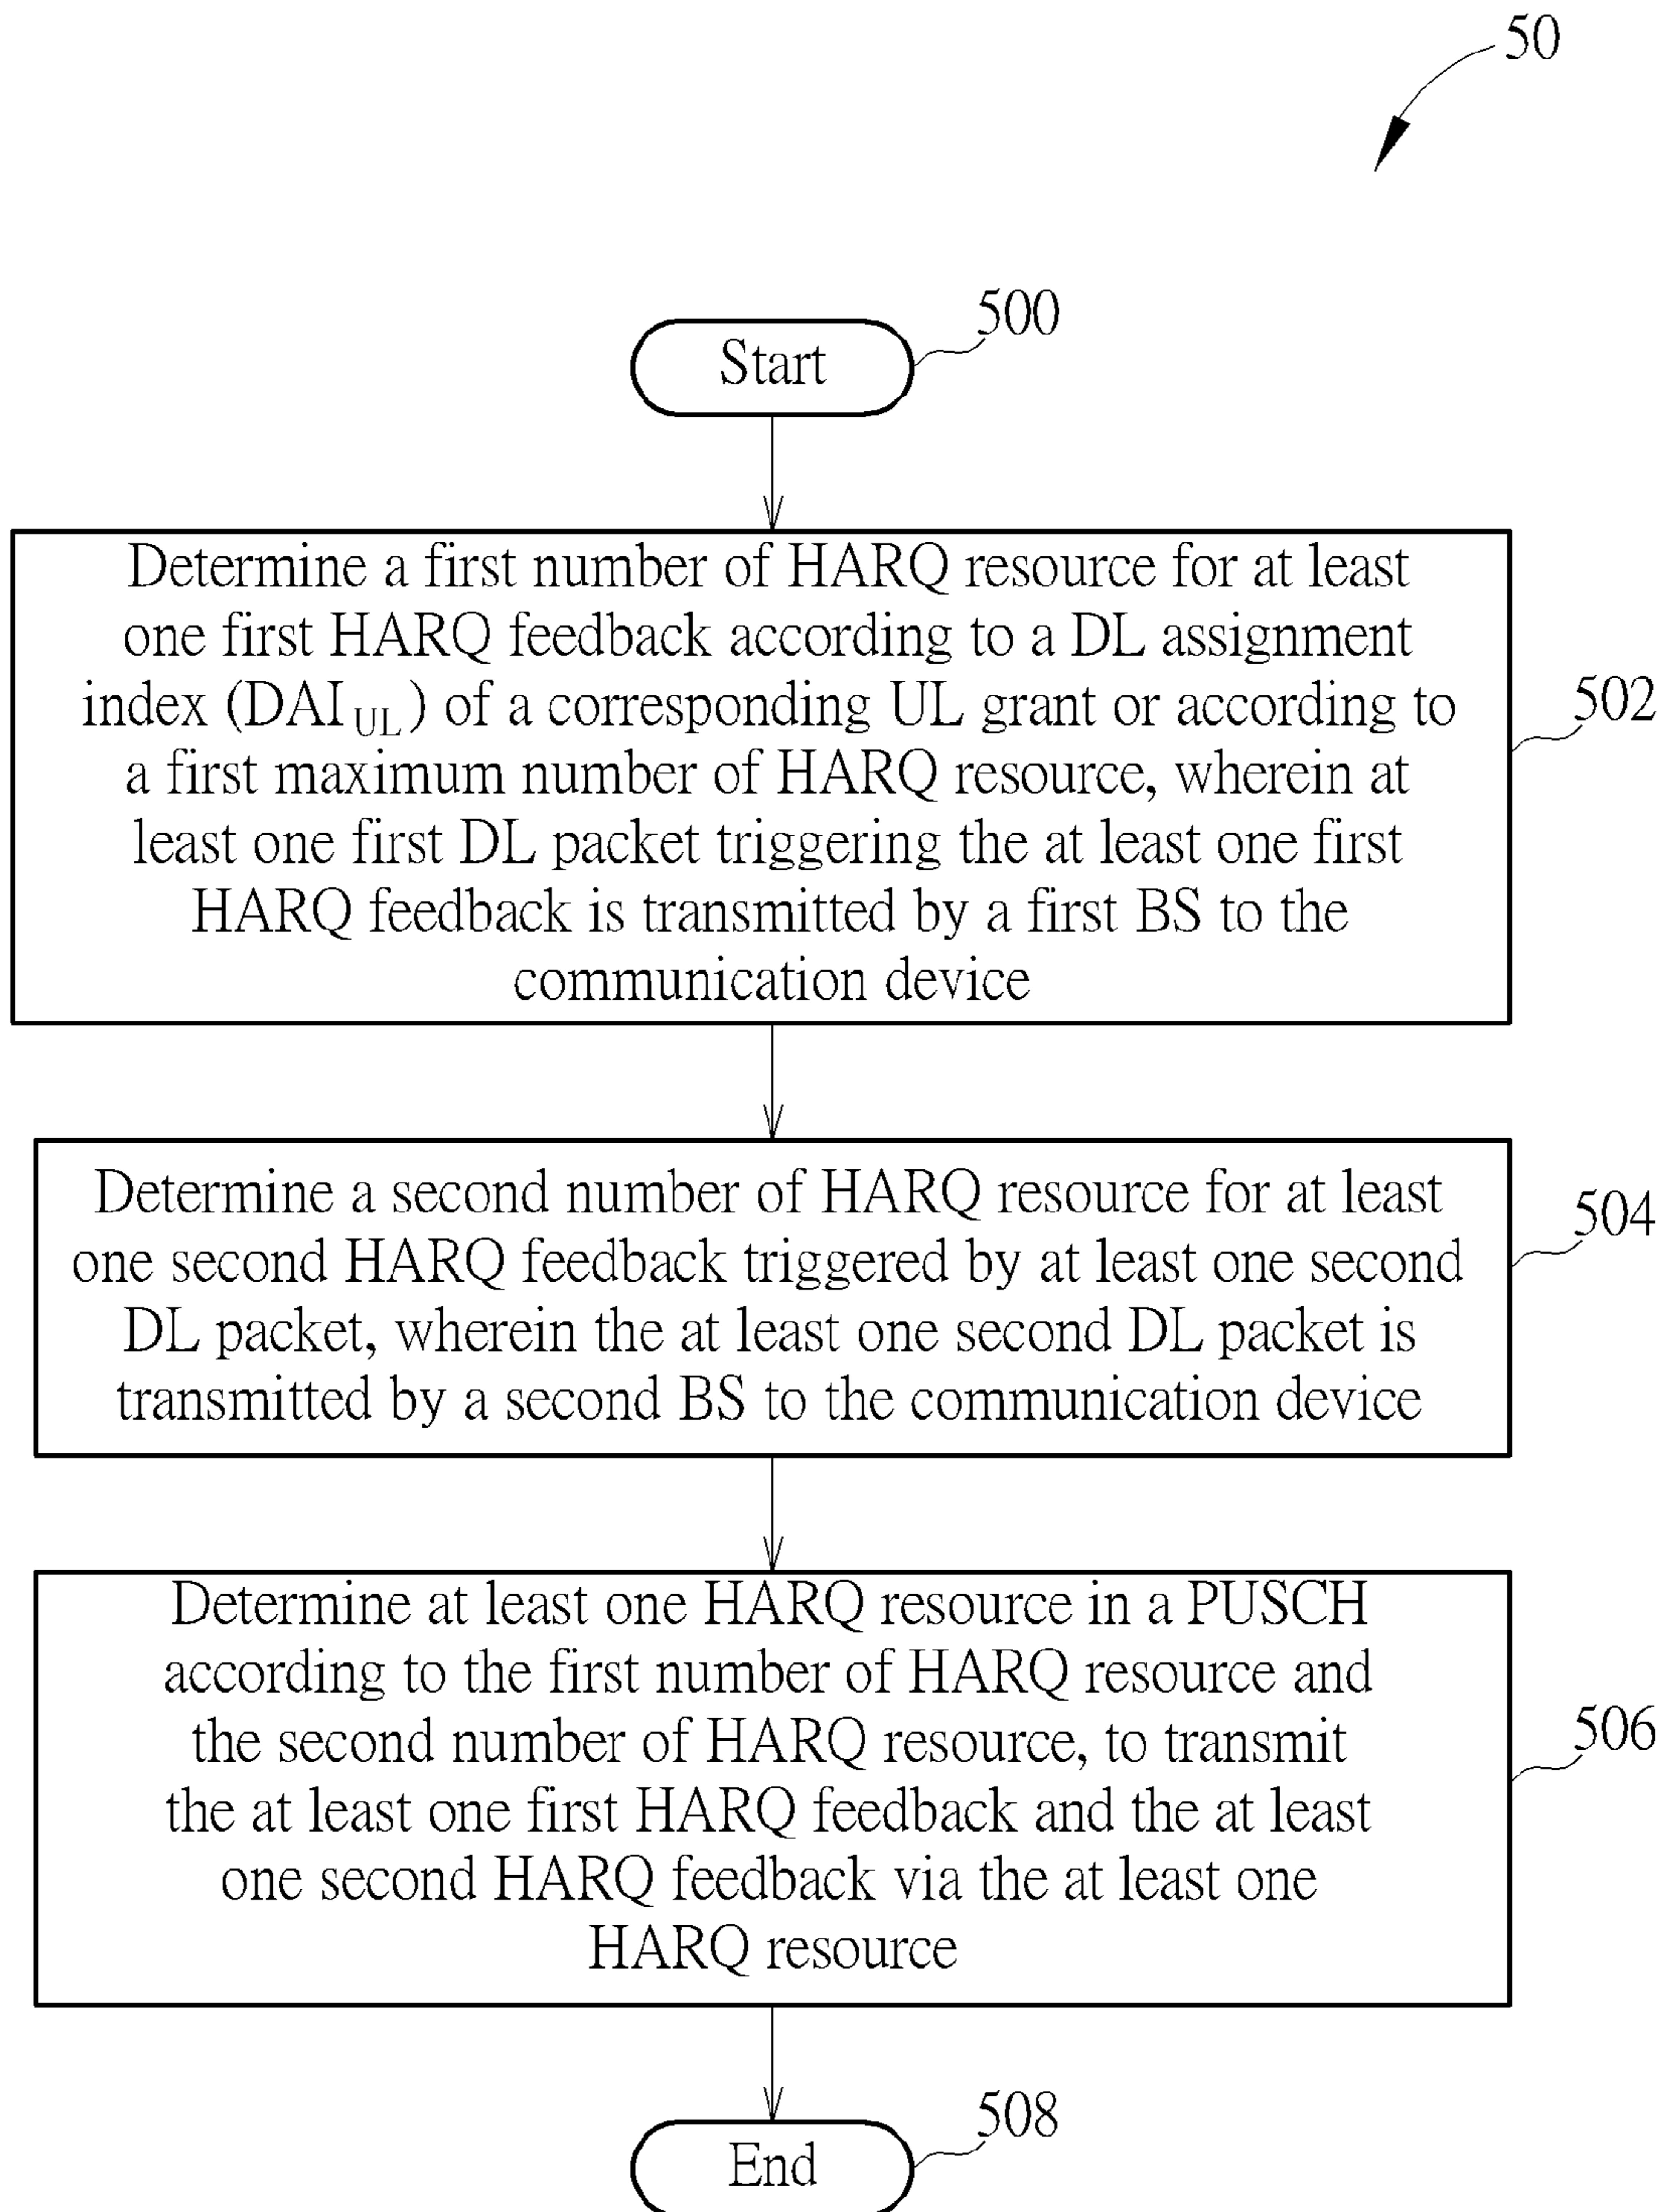 50
500
Start
Determine a first number of HARQ resource for at least
one first HARQ feedback according to a DL assignment
index (DAI UL) of a corresponding UL grant or according to
a first maximum number of HARQ resource, wherein at
least one first DL packet triggering the at least one first
HARQ feedback is transmitted by a first BS to the
communication device
502
Determine a second number of HARQ resource for at least
one second HARQ feedback triggered by at least one second
DL packet, wherein the at least one second DL packet is
transmitted by a second BS to the communication device
504
Determine at least one HARQ resource in a PUSCH
according to the first number of HARQ resource and
the second number of HARQ resource, to transmit
the at least one first HARQ feedback and the at least
one second HARQ feedback via the at least one
HARQ resource
506
508
End